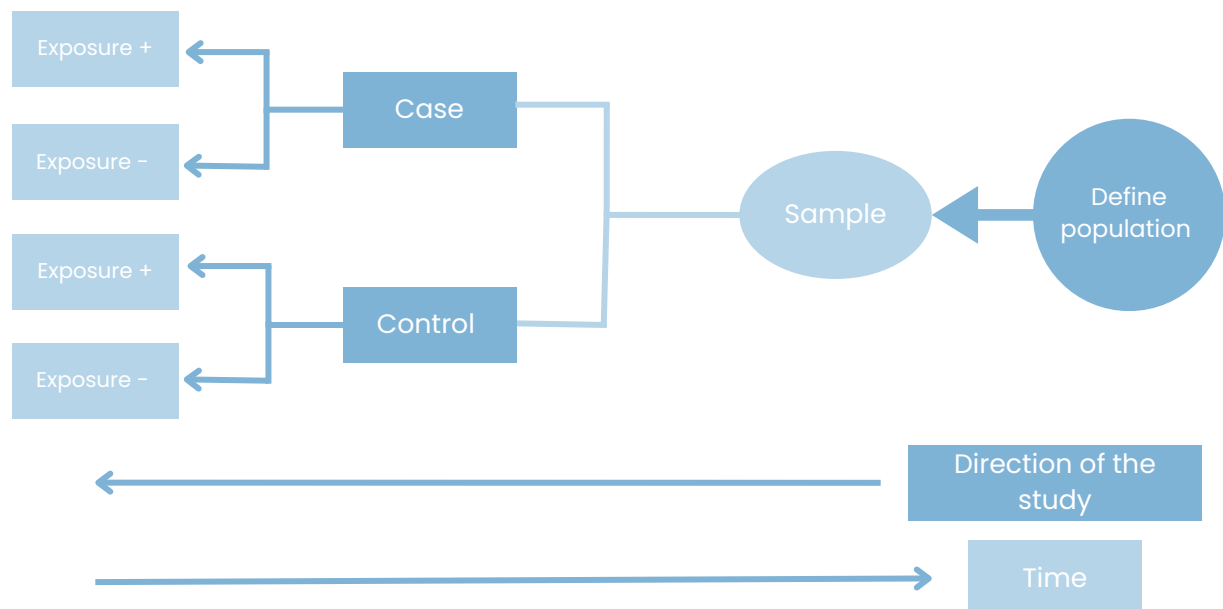 Exposure +
Case
Exposure -
Define
population
Sample
Exposure +
Control
Exposure -
Direction of the
study
Time